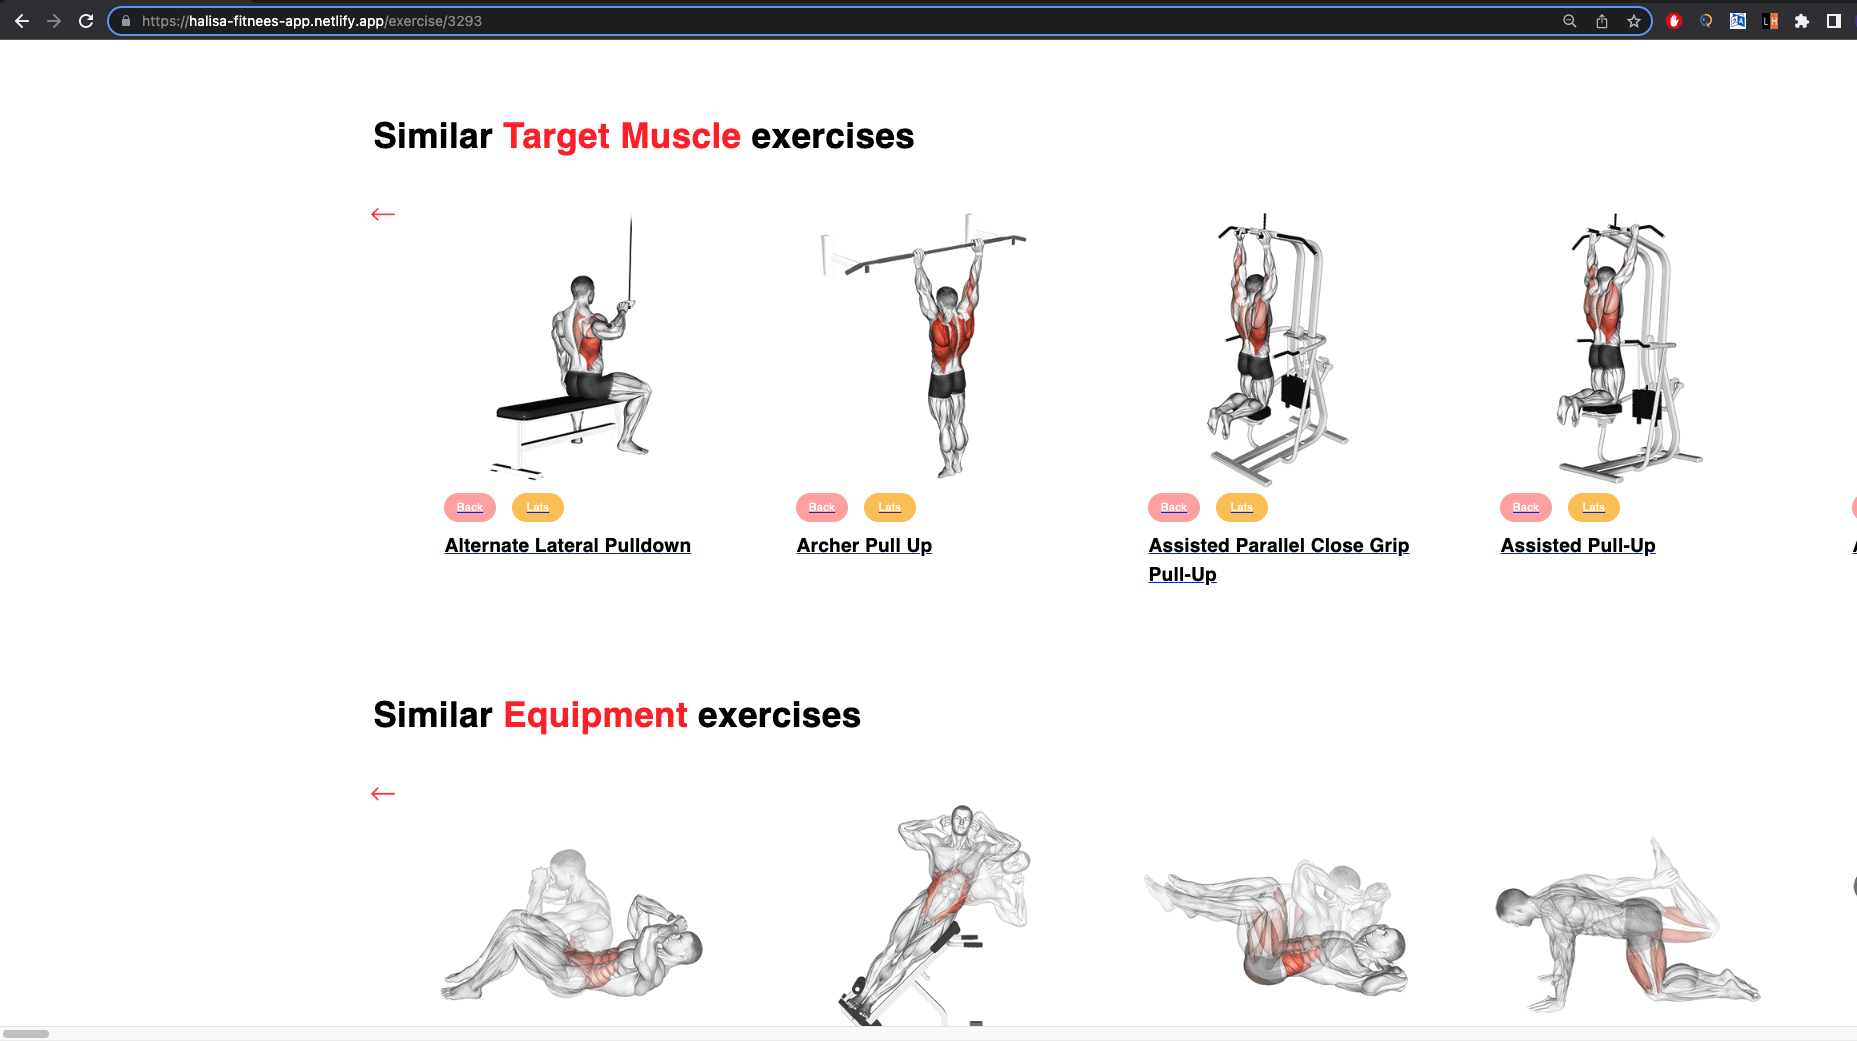 https://halisa-fitnees-app.netlify.app/exercise/3293
Similar Target Muscle exercises
Back Lats
Alternate Lateral Pulldown
Back Lats
Archer Pull Up
Back Lats
Assisted Parallel Close Grip
Pull-Up
Back Lats
Assisted Pull-Up
Similar Equipment exercises